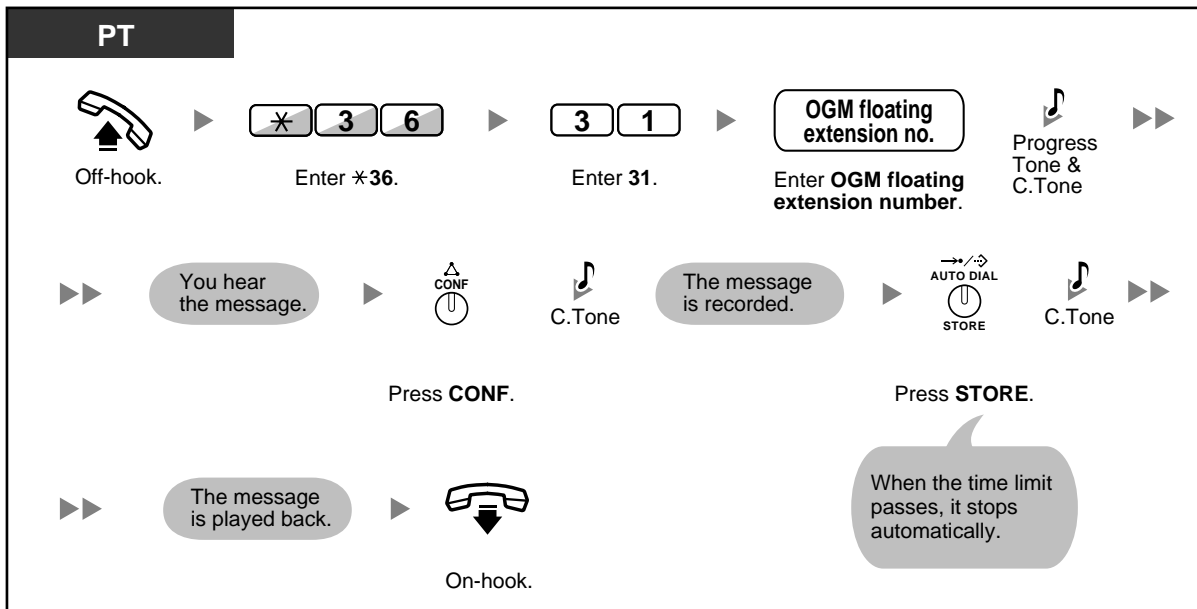 PT
✳ 3 6
3 1
OGM floating
extension no.
Off-hook.
Enter ✳36.
Enter 31.
Enter OGM floating
extension number.
Progress
Tone &
C.Tone
You hear
the message.
CONF
C.Tone
The message
is recorded.
AUTO DIAL
STORE
C.Tone
Press CONF.
Press STORE.
When the time limit
passes, it stops
automatically.
The message
is played back.
On-hook.